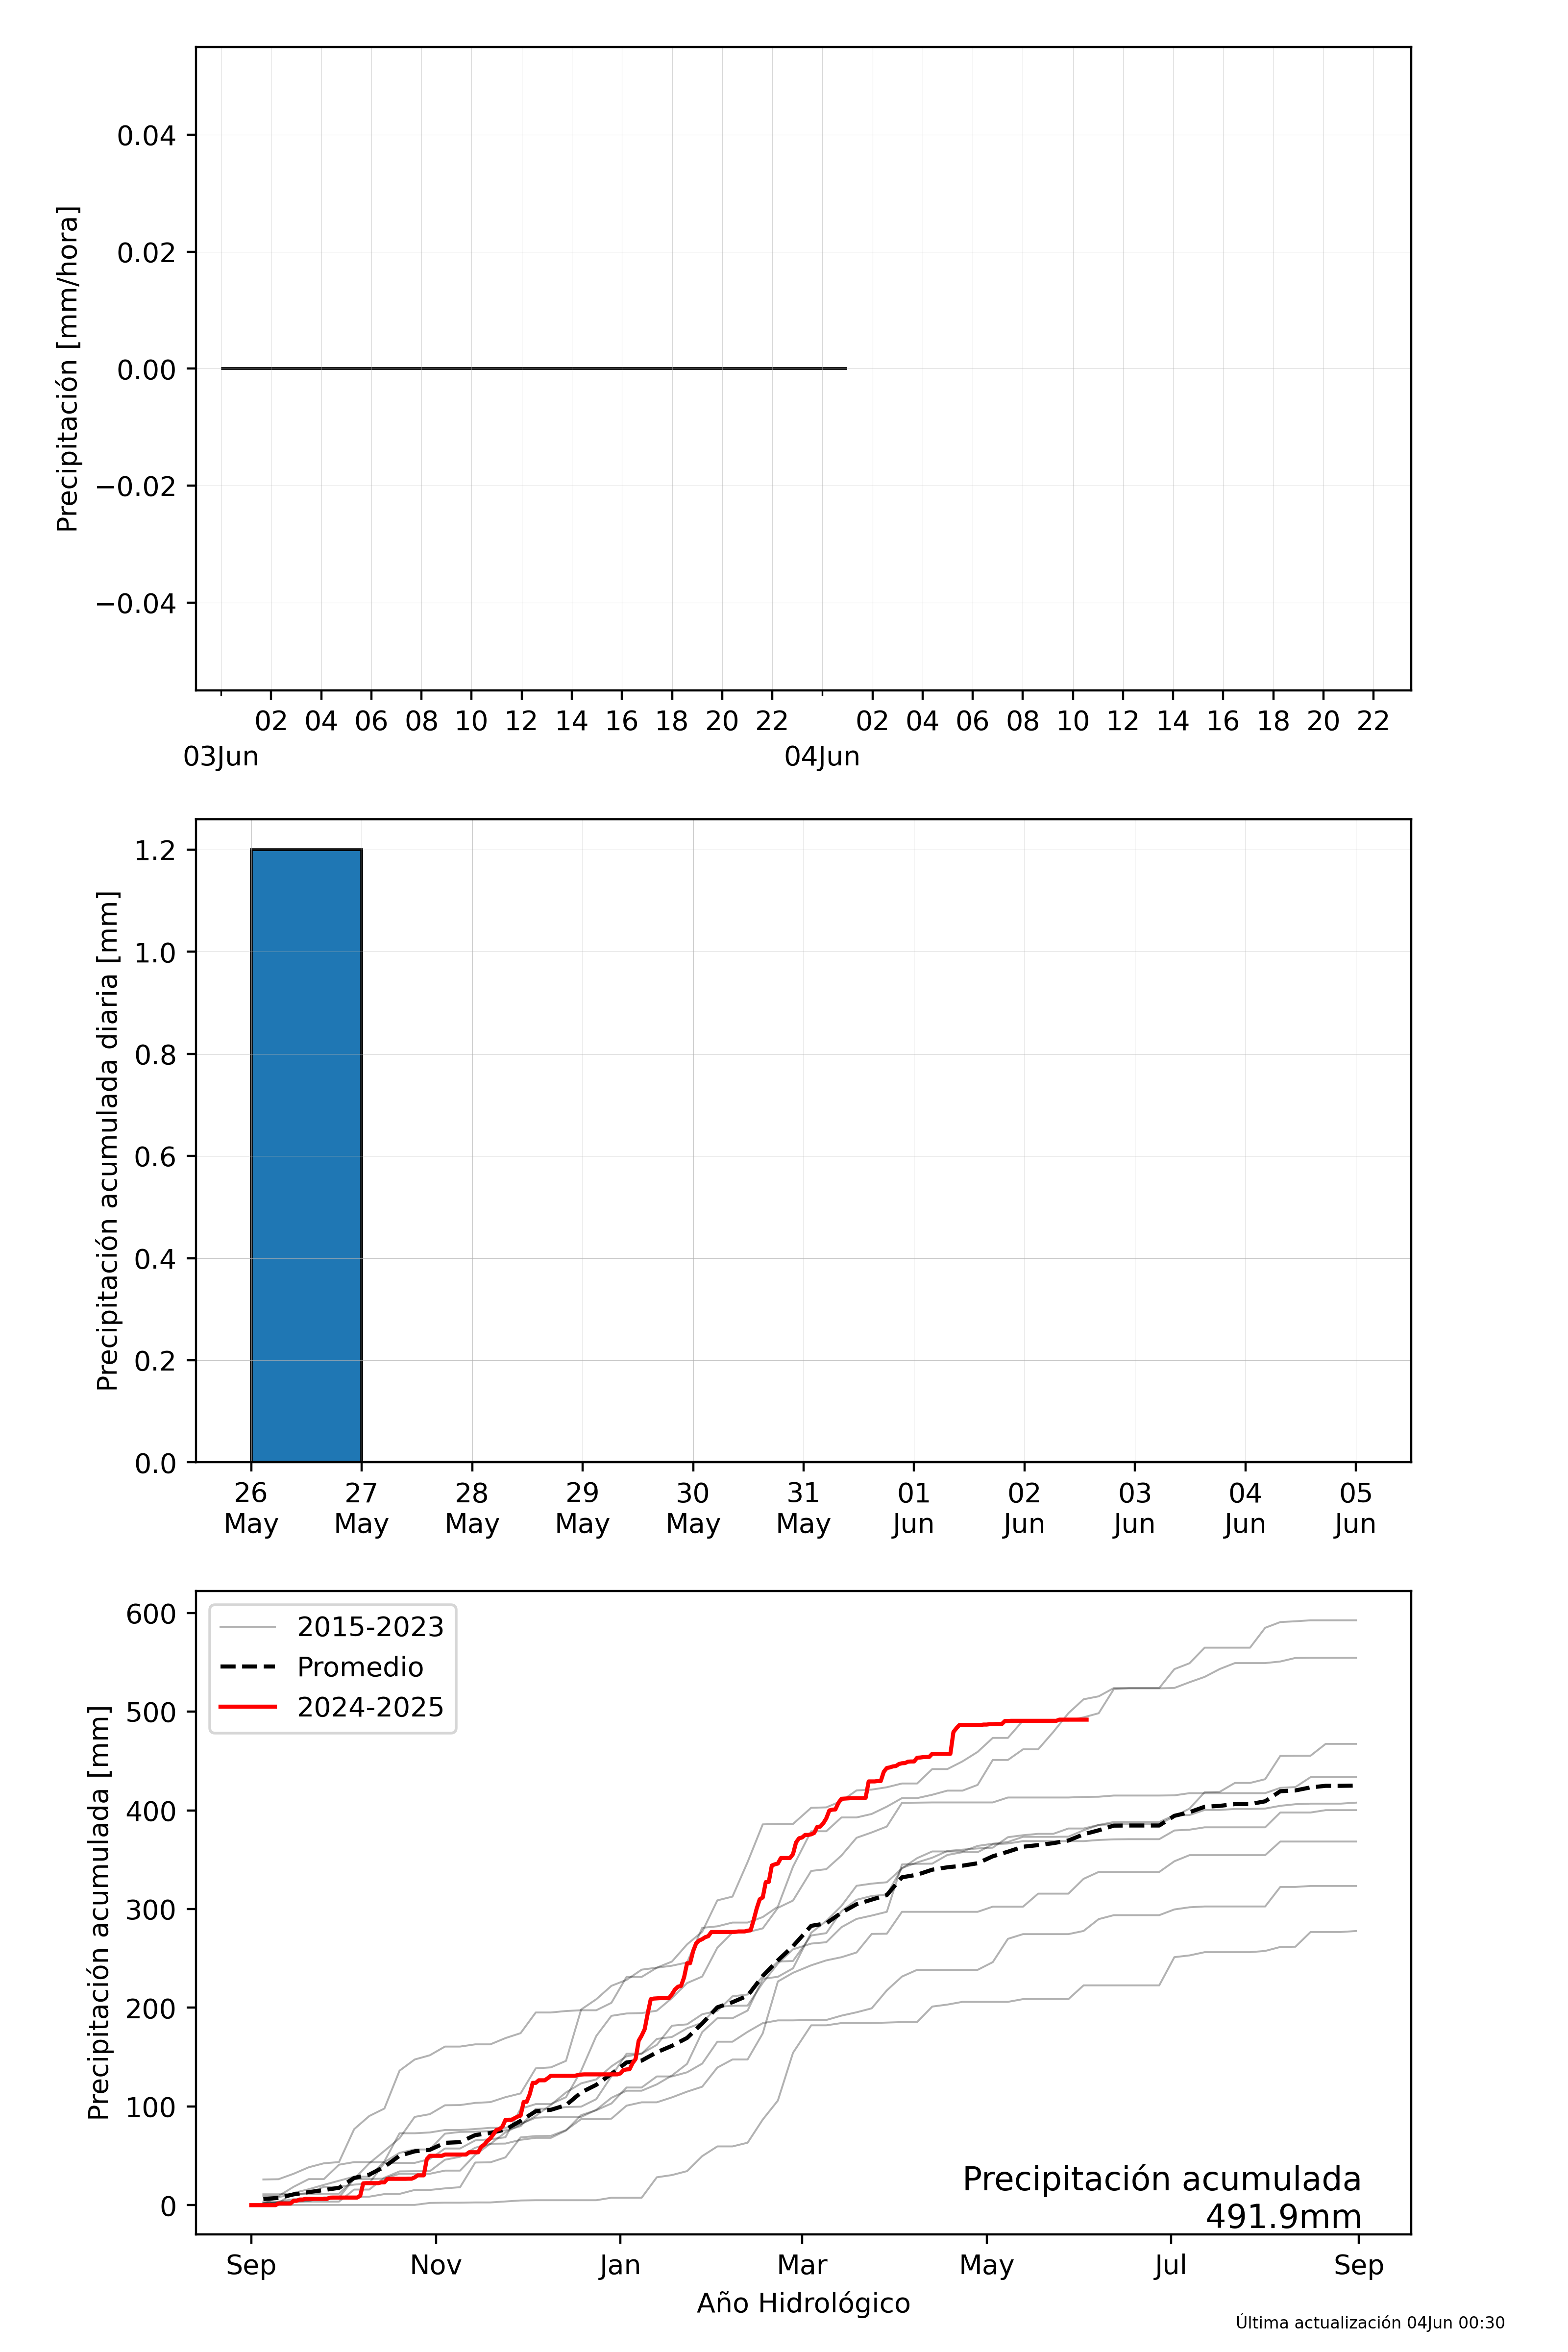 Precipitación [mm/hora]
0.04
0.02
0.00
−0.02
−0.04
02 04 06 08 10 12 14 16 18 20 22 02 04 06 08 10 12 14 16 18 20 22
03Jun 04Jun
Precipitación acumulada diaria [mm]
1.2
1.0
0.8
0.6
0.4
0.2
0.0
26 27 28 29 30 31 01 02 03 04 05
May May May May May May Jun Jun Jun Jun Jun
Precipitación acumulada [mm]
600
500
400
300
200
100
0
2015-2023
Promedio
2024-2025
Precipitación acumulada
491.9mm
Sep Nov Jan Mar May Jul Sep
Año Hidrológico
Última actualización 04Jun 00:30